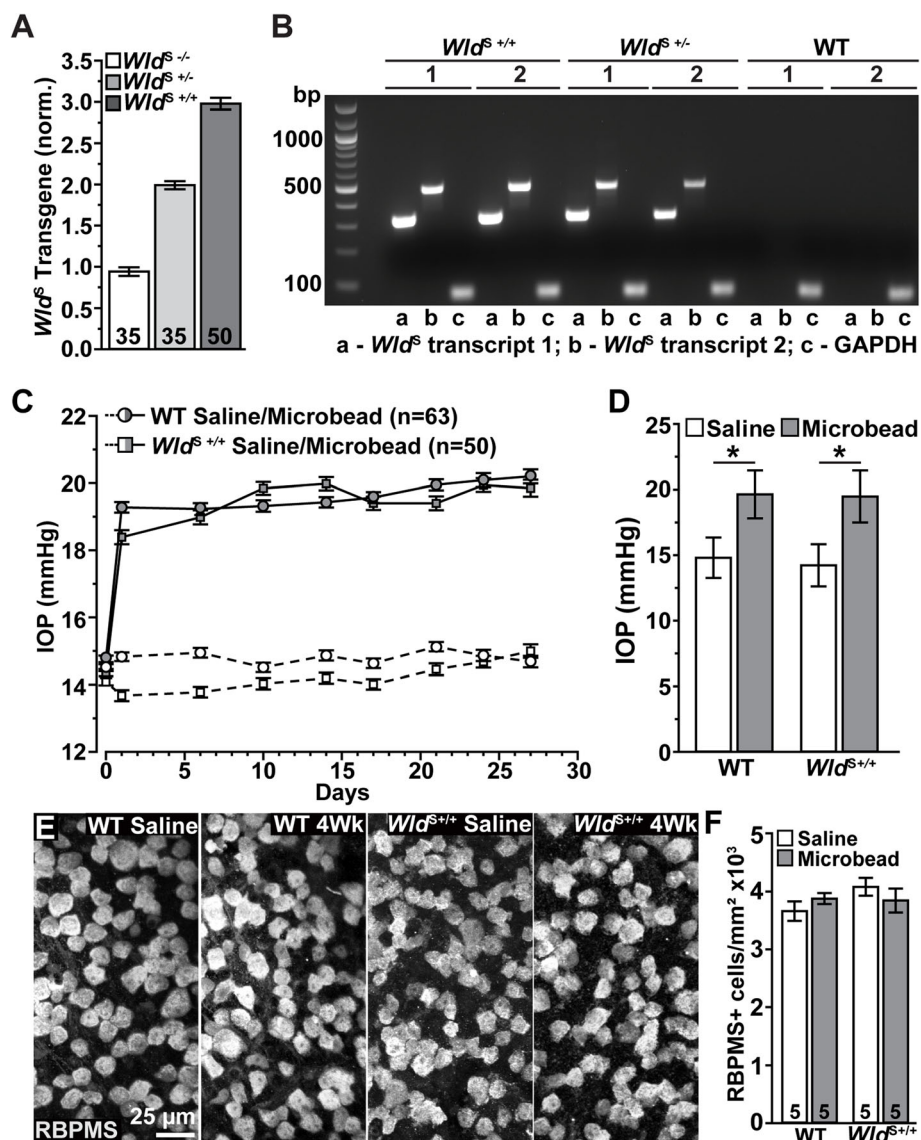 A
Wld^S -/-
Wld^S +/-
Wld^S +/+
Wld^S Transgene (norm.)
3.5
3.0
2.5
2.0
1.5
1.0
0.5
0.0
35 35 50
B
Wld^S +/+ Wld^S +/- WT
1 2 1 2 1 2
bp
1000
500
100
a b c a b c a b c a b c a b c a b c
a - Wld^S transcript 1; b - Wld^S transcript 2; c - GAPDH
C
WT Saline/Microbead (n=63)
Wld^S +/+ Saline/Microbead (n=50)
IOP (mmHg)
22
20
18
16
14
12
0 5 10 15 20 25 30
Days
D
Saline Microbead
* *
IOP (mmHg)
25
20
15
10
5
0
WT Wld^S+/+
E
WT Saline WT 4Wk Wld^S+/+ Saline Wld^S+/+ 4Wk
RBPMS 25 µm
F
Saline
Microbead
RBPMS+ cells/mm² x10³
5
4
3
2
1
0
5 5 5 5
WT Wld^S+/+